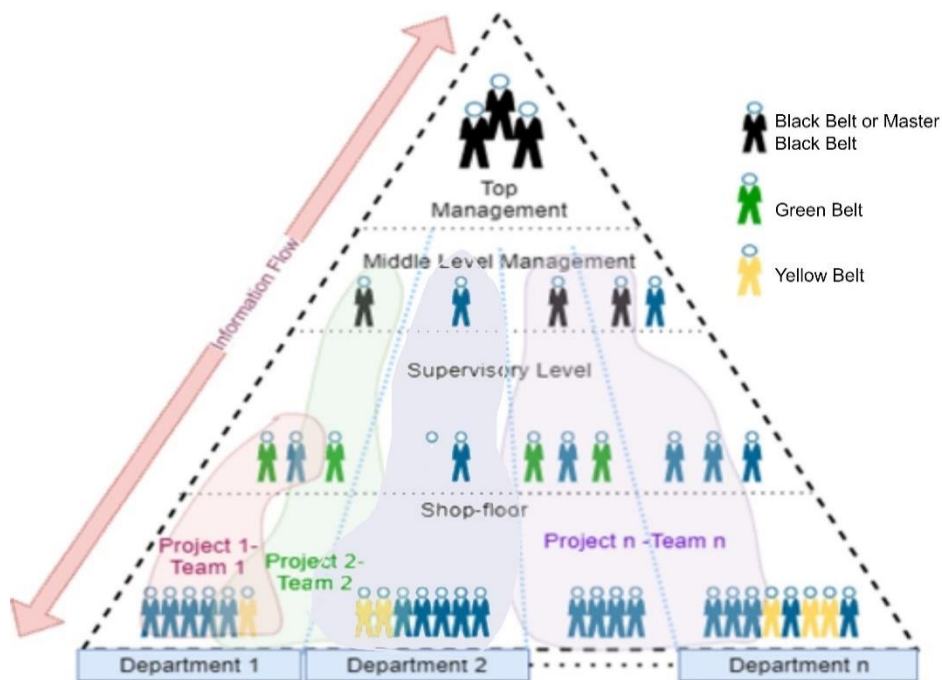 Top
Management
Middle Level Management
Information Flow
Supervisory Level
Shop-floor
Project 1-
Team 1
Project 2-
Team 2
Project n -Team n
Department 1
Department 2
Department n
Black Belt or Master
Black Belt
Green Belt
Yellow Belt